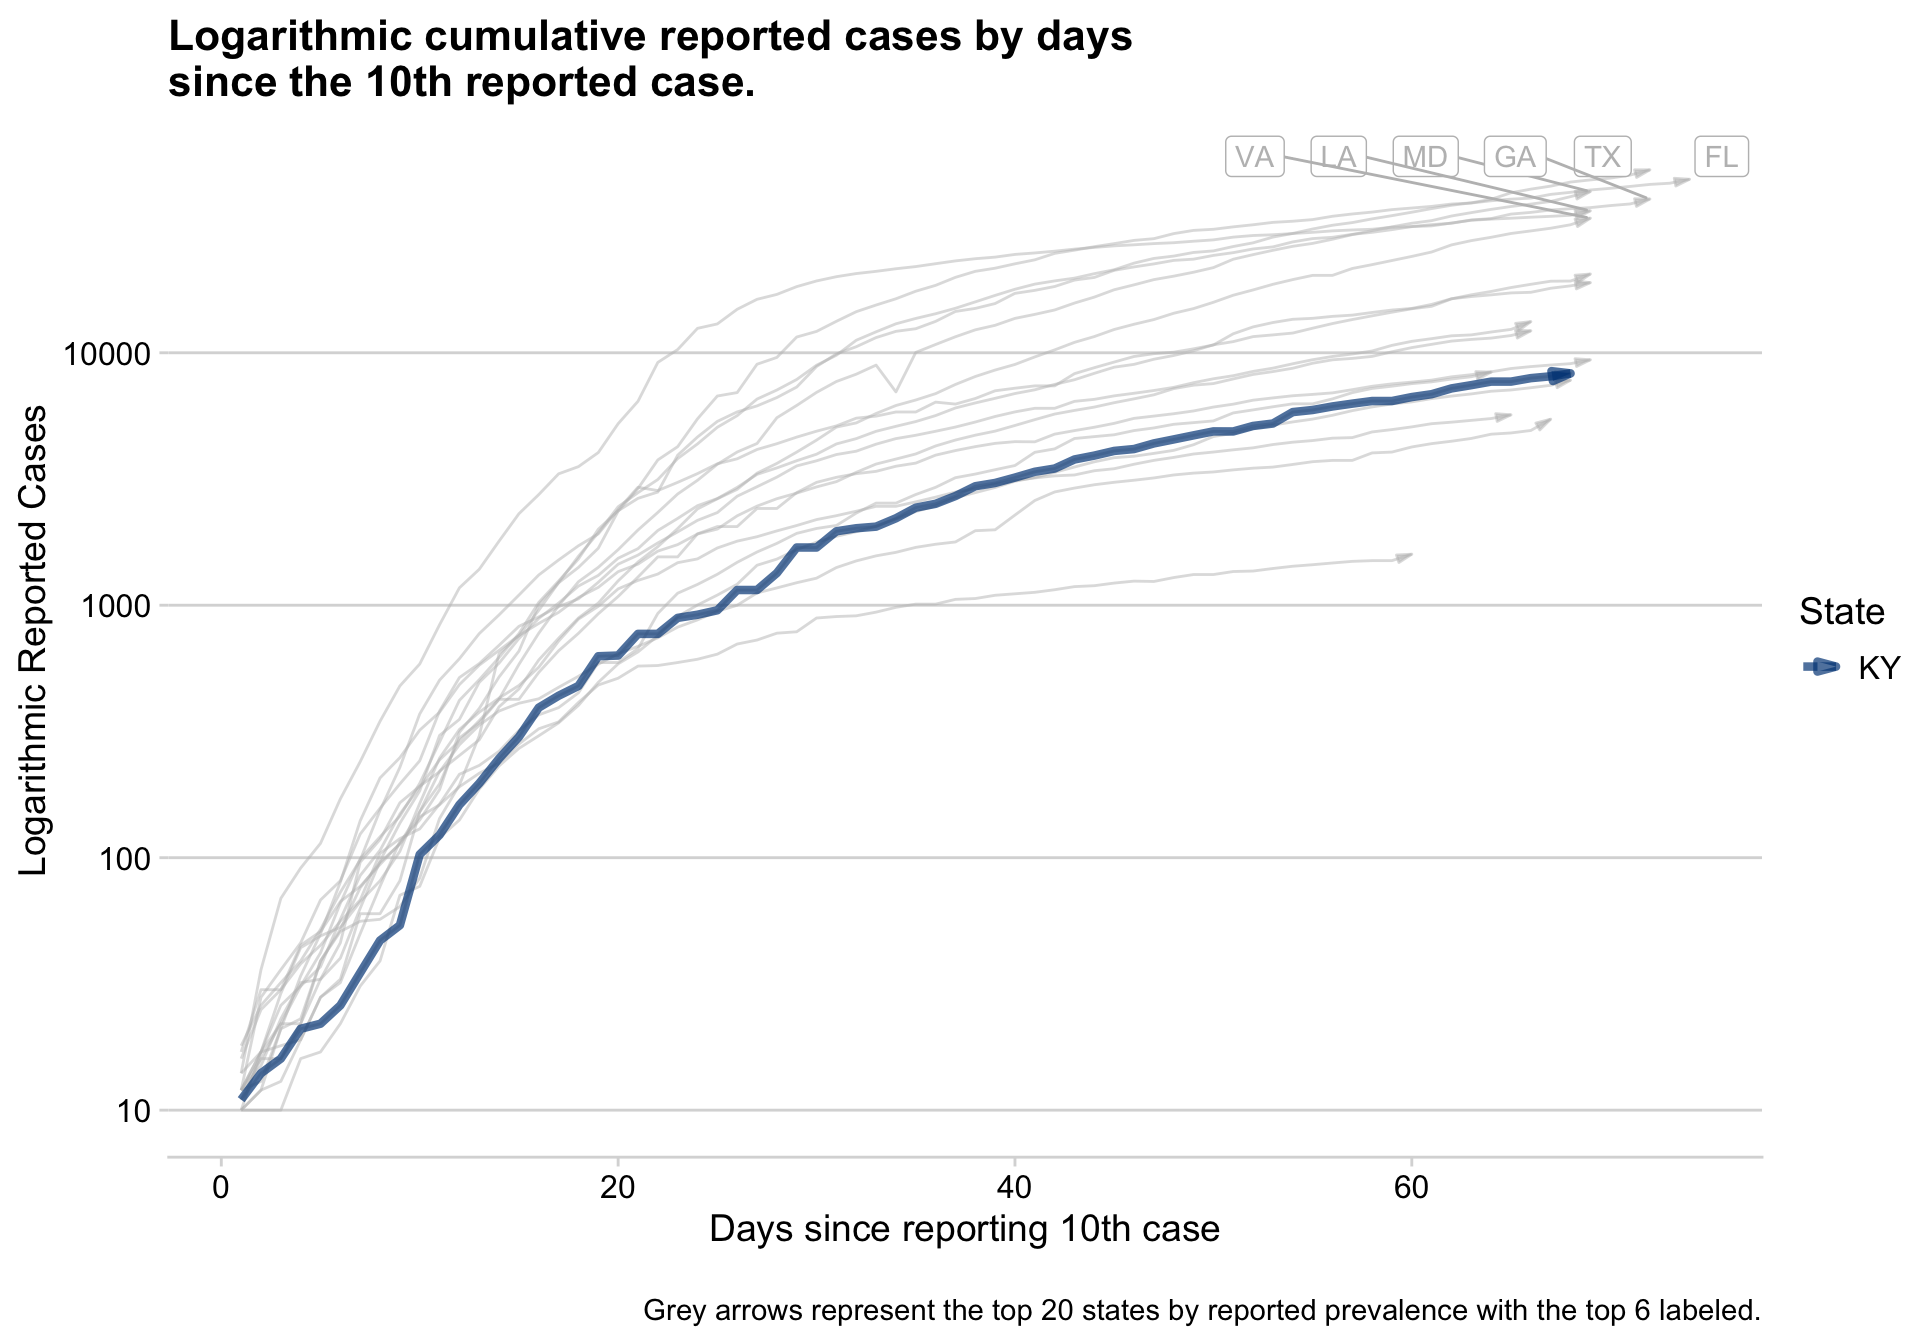 Logarithmic cumulative reported cases by days
since the 10th reported case.
VA LA MD GA TX FL
10000
1000
100
10
Logarithmic Reported Cases
State
KY
0 20 40 60
Days since reporting 10th case
Grey arrows represent the top 20 states by reported prevalence with the top 6 labeled.